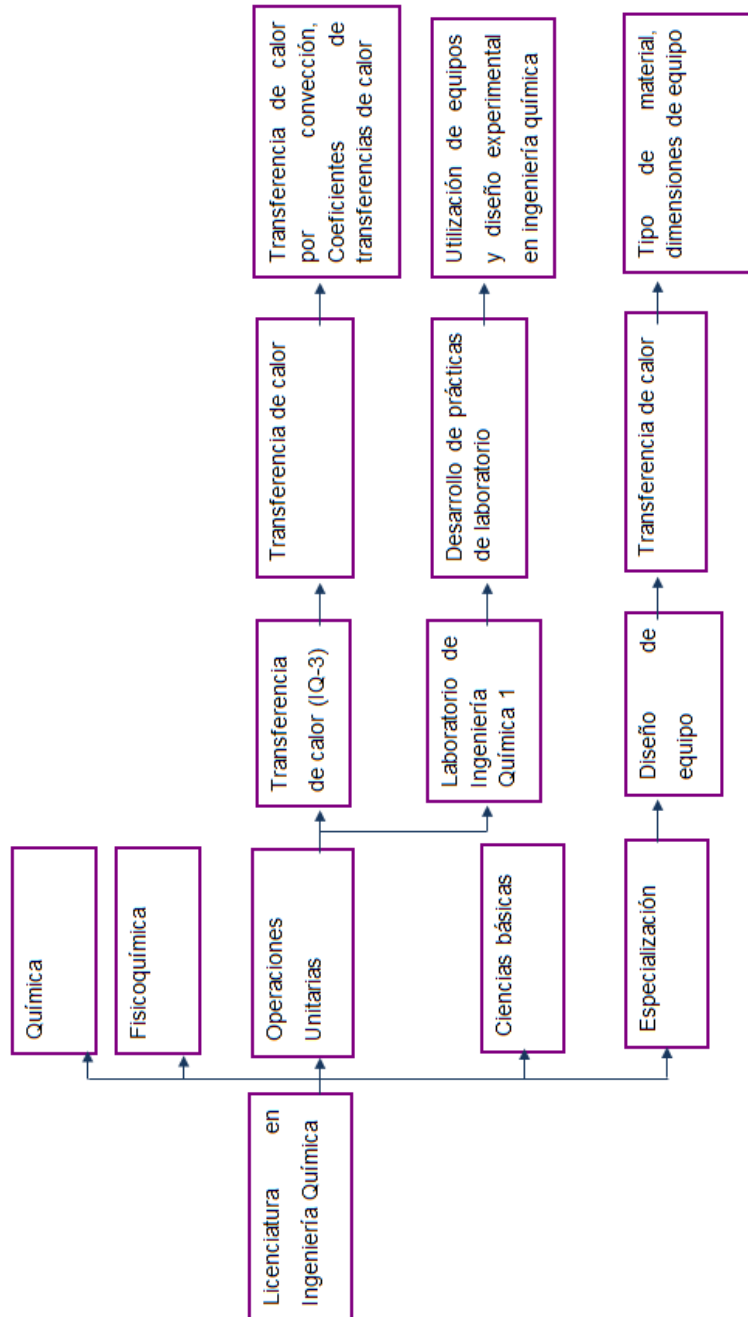 Licenciatura en
Ingeniería Química
Química
Fisicoquímica
Operaciones
Unitarias
Ciencias básicas
Especialización
Transferencia
de calor (IQ-3)
Laboratorio de
Ingeniería
Química 1
Diseño de
equipo
Transferencia de calor
Desarrollo de prácticas
de laboratorio
Transferencia de calor
Transferencia de calor
por convección,
Coeficientes de
transferencias de calor
Utilización de equipos
y diseño experimental
en ingeniería química
Tipo de material,
dimensiones de equipo